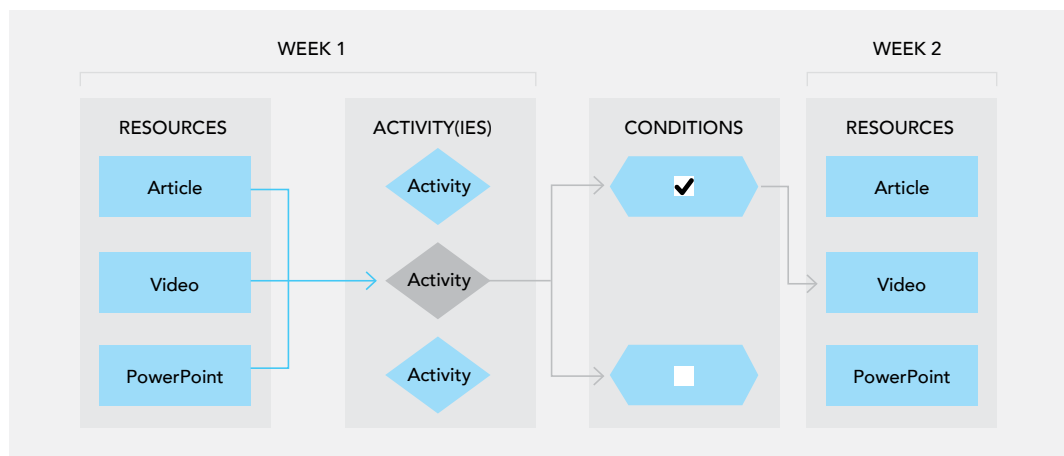 WEEK 1
WEEK 2
RESOURCES
ACTIVITY(IES)
CONDITIONS
RESOURCES
Article
Activity
Article
Video
Activity
Video
PowerPoint
Activity
PowerPoint